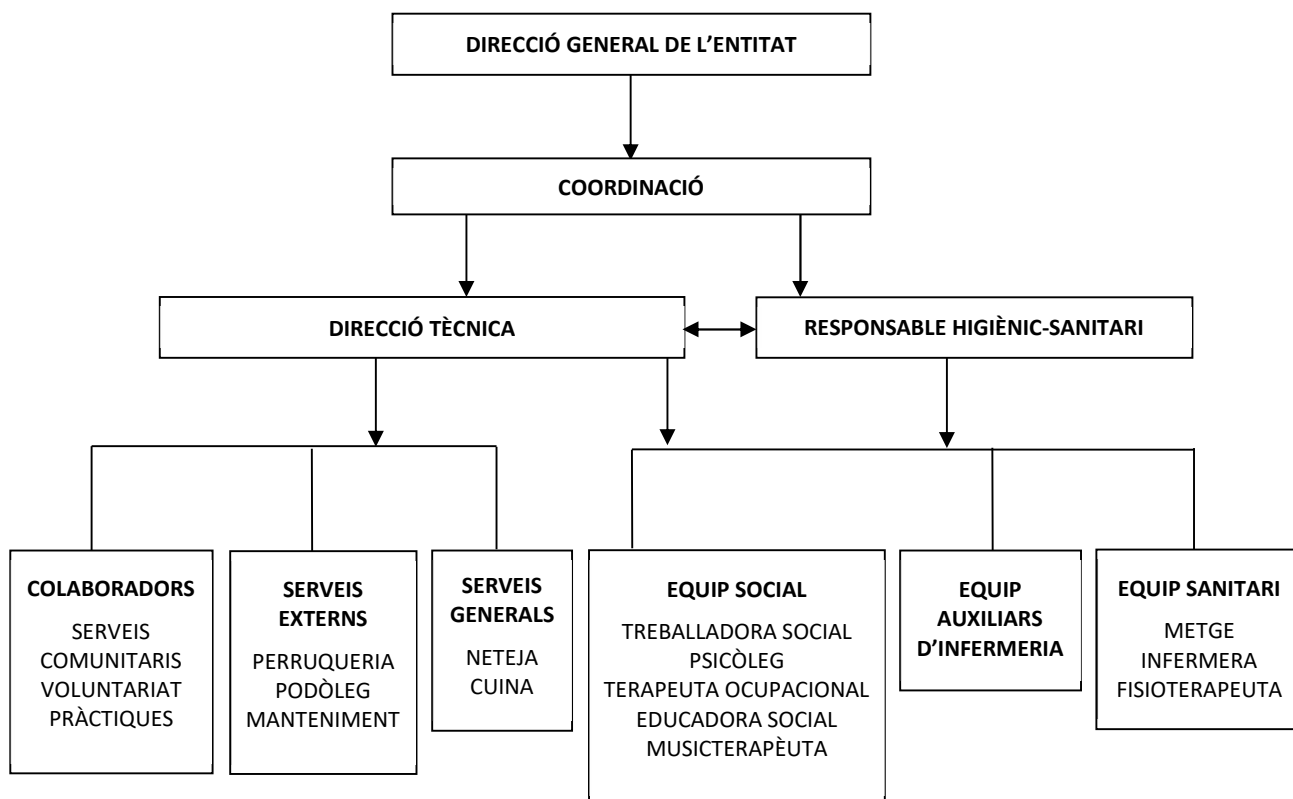 DIRECCIÓ GENERAL DE L’ENTITAT
COORDINACIÓ
DIRECCIÓ TÈCNICA
RESPONSABLE HIGIÈNIC-SANITARI
COLABORADORS
SERVEIS
COMUNITARIS
VOLUNTARIAT
PRÀCTIQUES
SERVEIS
EXTERNS
PERRUQUERIA
PODÒLEG
MANTENIMENT
SERVEIS
GENERALS
NETEJA
CUINA
EQUIP SOCIAL
TREBALLADORA SOCIAL
PSICÒLEG
TERAPEUTA OCUPACIONAL
EDUCADORA SOCIAL
MUSICTERAPÈUTA
EQUIP
AUXILIARS
D’INFERMERIA
EQUIP SANITARI
METGE
INFERMERA
FISIOTERAPEUTA